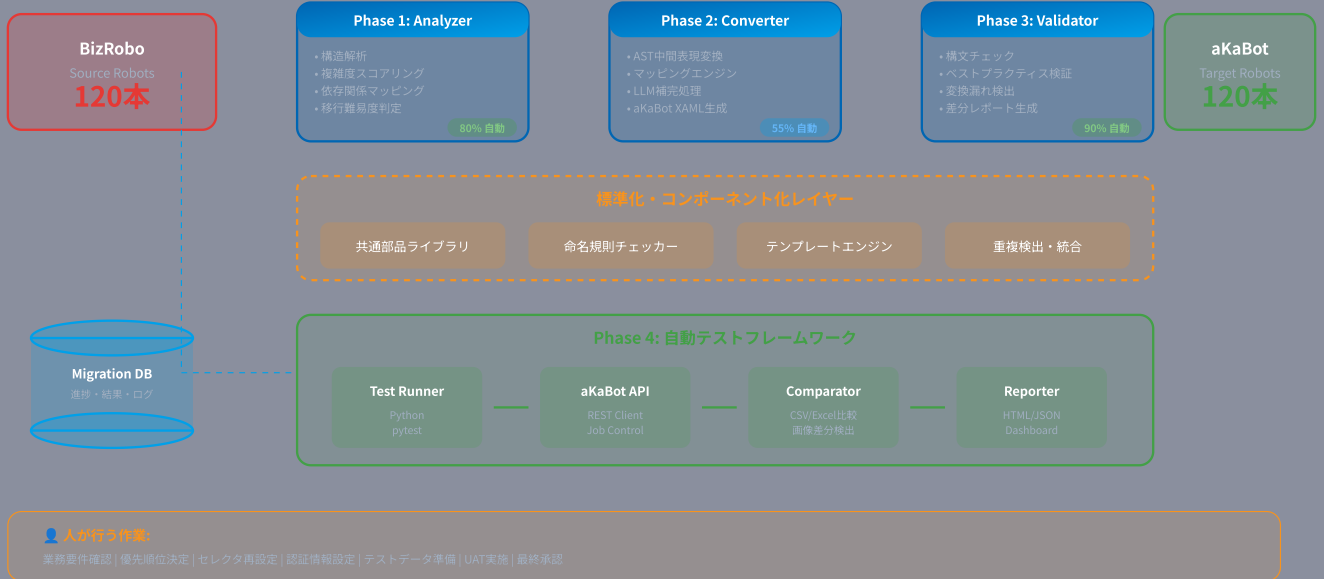 BizRobo
Source Robots
120本
Phase 1: Analyzer
• 構造解析
• 複雑度スコアリング
• 依存関係マッピング
• 移行難易度判定
80% 自動
Phase 2: Converter
• AST中間表現変換
• マッピングエンジン
• LLM補完処理
• aKaBot XAML生成
55% 自動
Phase 3: Validator
• 構文チェック
• ベストプラクティス検証
• 変換漏れ検出
• 差分レポート生成
90% 自動
aKaBot
Target Robots
120本
標準化・コンポーネント化レイヤー
共通部品ライブラリ
命名規則チェッカー
テンプレートエンジン
重複検出・統合
Migration DB
進捗・結果・ログ
Phase 4: 自動テストフレームワーク
Test Runner
Python
pytest
aKaBot API
REST Client
Job Control
Comparator
CSV/Excel比較
画像差分検出
Reporter
HTML/JSON
Dashboard
👤 人が行う作業:
業務要件確認 | 優先順位決定 | セレクタ再設定 | 認証情報設定 | テストデータ準備 | UAT実施 | 最終承認